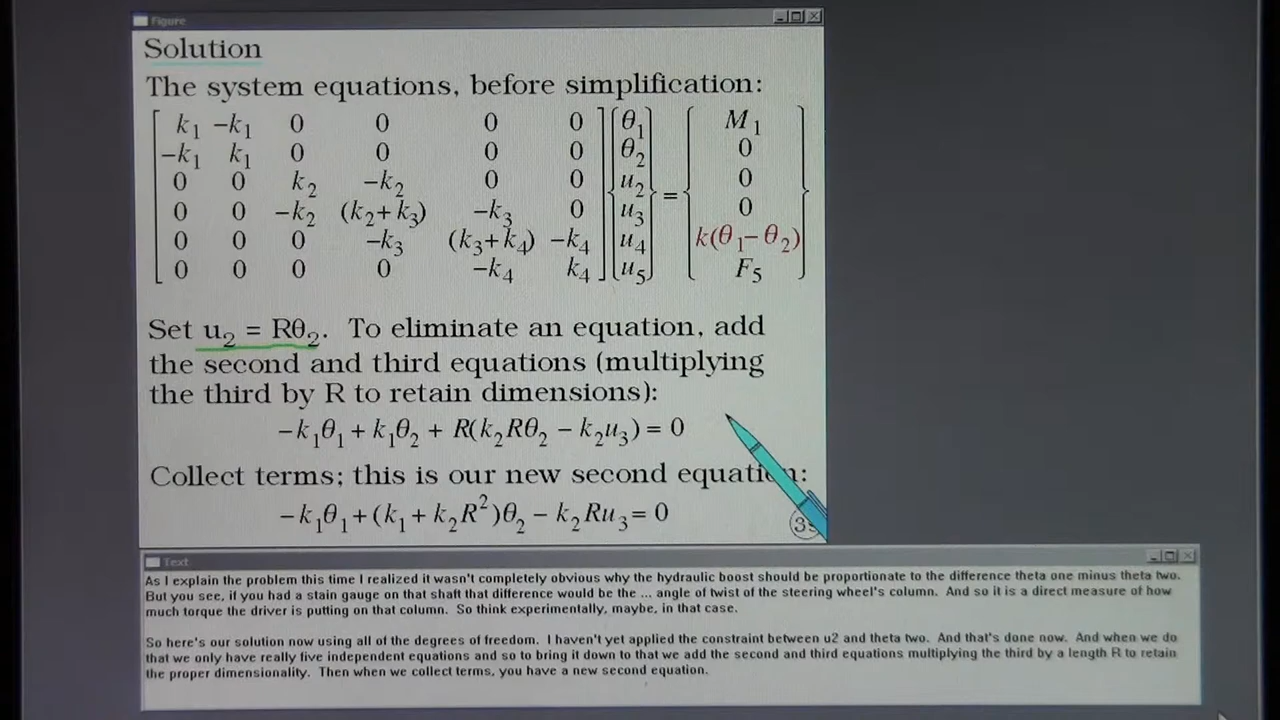 Figure
Solution
The system equations, before simplification:
k₁ -k₁ 0 0 0 0 θ₁ M₁
-k₁ k₁ 0 0 0 0 θ₂ 0
0 0 k₂ -k₂ 0 0 u₂ = 0
0 0 -k₂ (k₂+k₃) -k₃ 0 u₃ 0
0 0 0 -k₃ (k₃+k₄) -k₄ u₄ k(θ₁-θ₂)
0 0 0 0 -k₄ k₄ u₅ F₅
Set u₂ = Rθ₂. To eliminate an equation, add
the second and third equations (multiplying
the third by R to retain dimensions):
-k₁θ₁ + k₁θ₂ + R(k₂Rθ₂ - k₂u₃) = 0
Collect terms; this is our new second equation:
-k₁θ₁+(k₁+k₂R²)θ₂ - k₂Ru₃= 0
Text
As I explain the problem this time I realized it wasn't completely obvious why the hydraulic boost should be proportionate to the difference theta one minus theta two.
But you see, if you had a stain gauge on that shaft that difference would be the ... angle of twist of the steering wheel's column. And so it is a direct measure of how
much torque the driver is putting on that column. So think experimentally, maybe, in that case.
So here's our solution now using all of the degrees of freedom. I haven't yet applied the constraint between u2 and theta two. And that's done now. And when we do
that we only have really five independent equations and so to bring it down to that we add the second and third equations multiplying the third by a length R to retain
the proper dimensionality. Then when we collect terms, you have a new second equation.